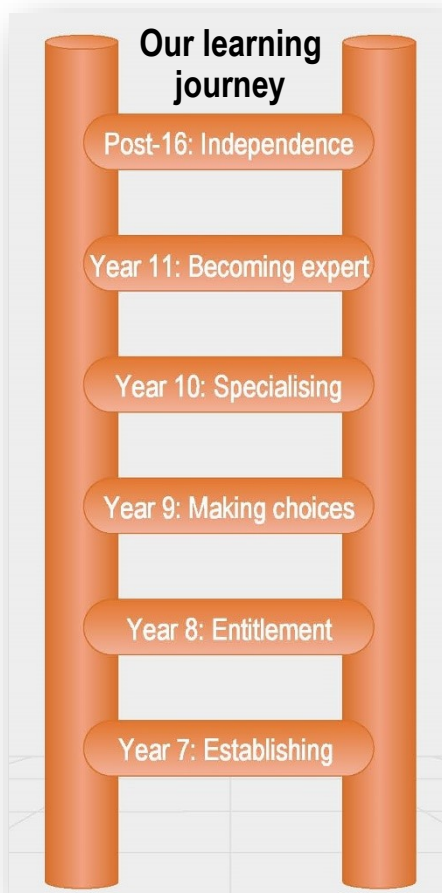 Our learning
journey
Post-16: Independence
Year 11: Becoming expert
Year 10: Specialising
Year 9: Making choices
Year 8: Entitlement
Year 7: Establishing